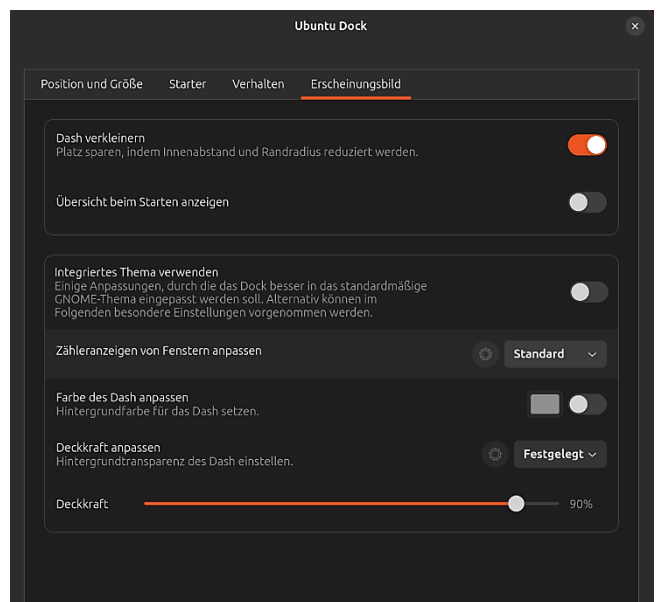 Ubuntu Dock
Position und Größe Starter Verhalten Erscheinungsbild
Dash verkleinern
Platz sparen, indem Innenabstand und Randradius reduziert werden.
Übersicht beim Starten anzeigen
Integriertes Thema verwenden
Einige Anpassungen, durch die das Dock besser in das standardmäßige
GNOME-Thema eingepasst werden soll. Alternativ können im
Folgenden besondere Einstellungen vorgenommen werden.
Zähleranzeigen von Fenstern anpassen Standard
Farbe des Dash anpassen
Hintergrundfarbe für das Dash setzen.
Deckkraft anpassen
Hintergrundtransparenz des Dash einstellen.
Festgelegt
Deckkraft 90%